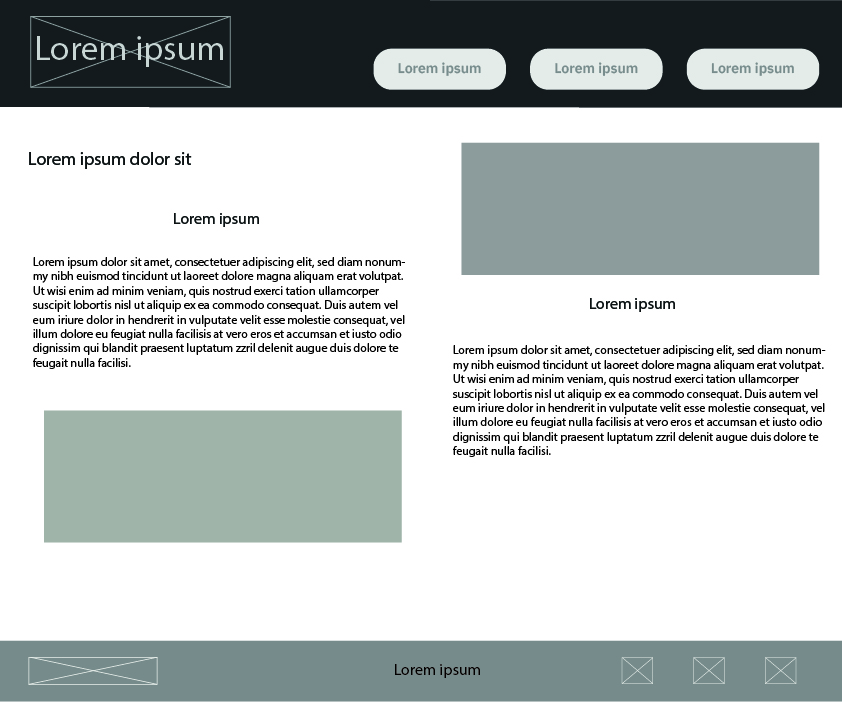 Lorem ipsum
Lorem ipsum
Lorem ipsum
Lorem ipsum
Lorem ipsum dolor sit
Lorem ipsum
Lorem ipsum dolor sit amet, consectetuer adipiscing elit, sed diam nonum-
my nibh euismod tincidunt ut laoreet dolore magna aliquam erat volutpat.
Ut wisi enim ad minim veniam, quis nostrud exerci tation ullamcorper
suscipit lobortis nisl ut aliquip ex ea commodo consequat. Duis autem vel
eum iriure dolor in hendrerit in vulputate velit esse molestie consequat, vel
illum dolore eu feugiat nulla facilisis at vero eros et accumsan et iusto odio
dignissim qui blandit praesent luptatum zzril delenit augue duis dolore te
feugait nulla facilisi.
Lorem ipsum
Lorem ipsum dolor sit amet, consectetuer adipiscing elit, sed diam nonum-
my nibh euismod tincidunt ut laoreet dolore magna aliquam erat volutpat.
Ut wisi enim ad minim veniam, quis nostrud exerci tation ullamcorper
suscipit lobortis nisl ut aliquip ex ea commodo consequat. Duis autem vel
eum iriure dolor in hendrerit in vulputate velit esse molestie consequat, vel
illum dolore eu feugiat nulla facilisis at vero eros et accumsan et iusto odio
dignissim qui blandit praesent luptatum zzril delenit augue duis dolore te
feugait nulla facilisi.
Lorem ipsum